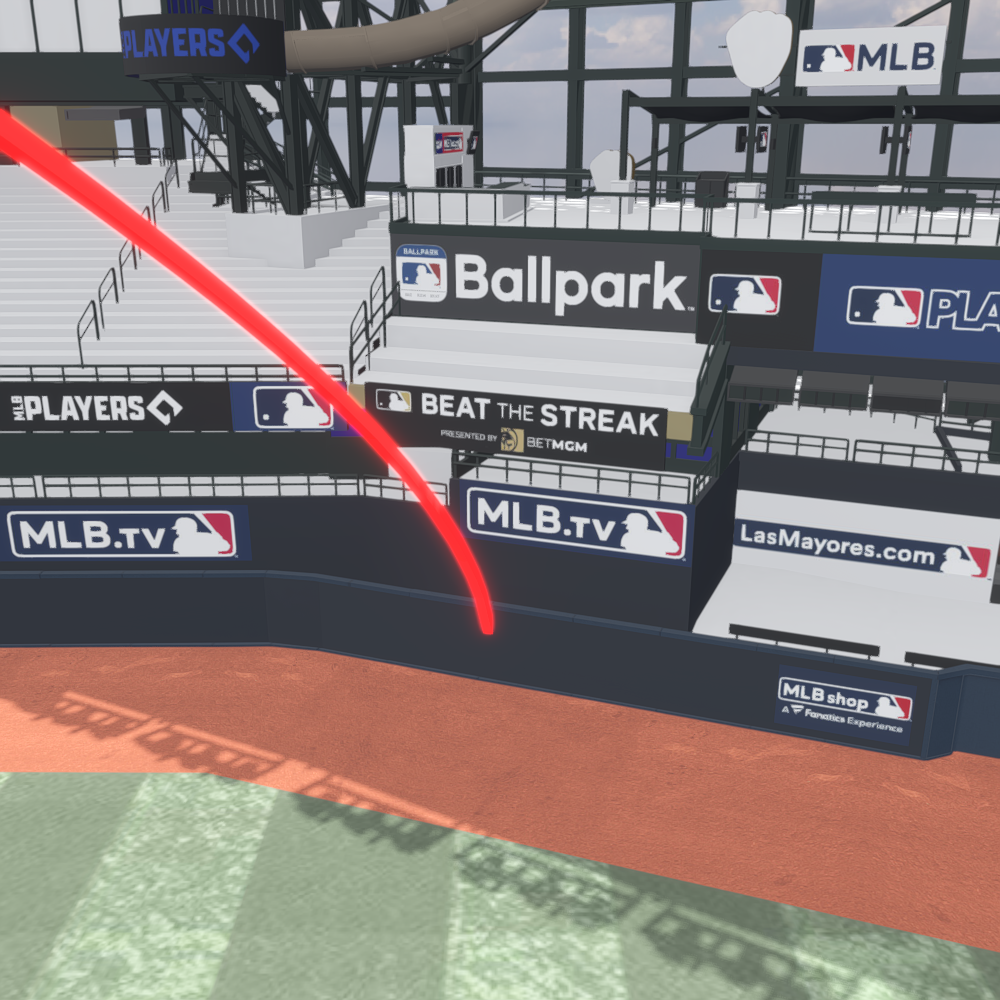 PLAYERS
MLB
BALLPARK
Ballpark™
PLA
MLB PLAYERS
BEAT THE STREAK
PRESENTED BY BETMGM
MLB.TV
MLB.TV
LasMayores.com
MLB shop
A Fanatics Experience